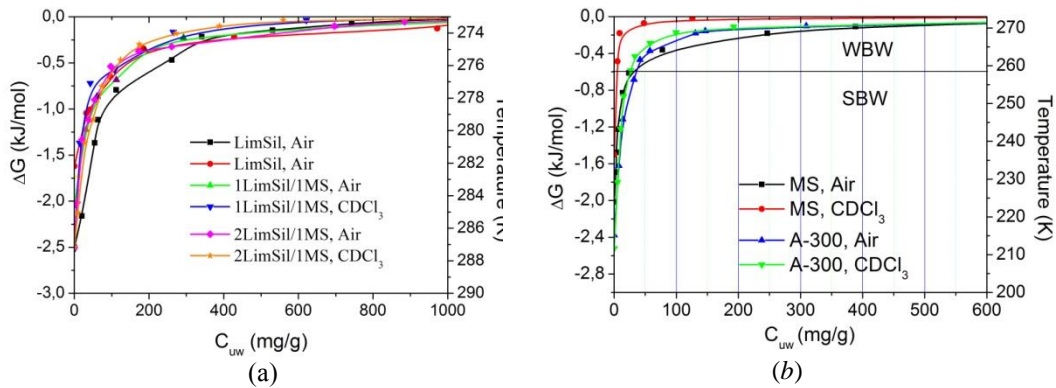 0,0
-0,5
-1,0
-1,5
-2,0
-2,5
-3,0
ΔG (kJ/mol)
LimSil, Air
LimSil, Air
1LimSil/1MS, Air
1LimSil/1MS, CDCl₃
2LimSil/1MS, Air
2LimSil/1MS, CDCl₃
274
276
278
280
282
284
286
288
290
Temperature (K)
0 200 400 600 800 1000
C_uw (mg/g)
(a)
0,0
-0,4
-0,8
-1,2
-1,6
-2,0
-2,4
-2,8
ΔG (kJ/mol)
WBW
SBW
MS, Air
MS, CDCl₃
A-300, Air
A-300, CDCl₃
270
260
250
240
230
220
210
200
Temperature (K)
0 100 200 300 400 500 600
C_uw (mg/g)
(b)